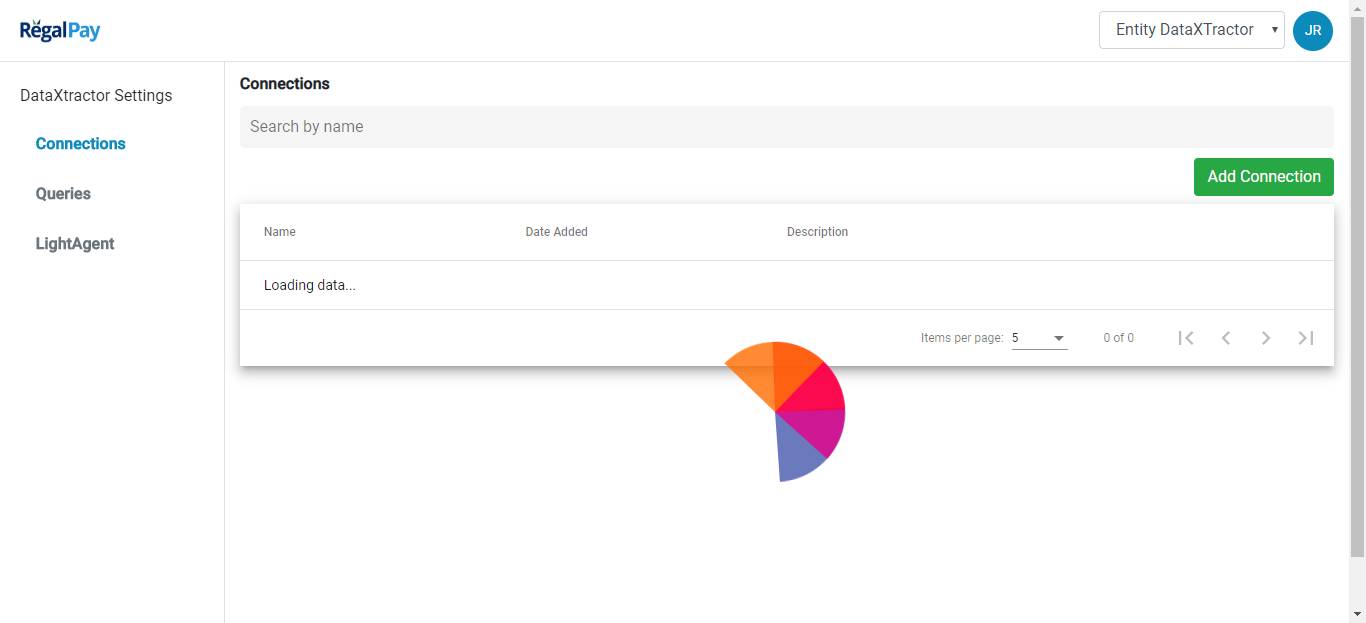 RegalPay
Entity DataXTractor
JR
DataXtractor Settings
Connections
Queries
LightAgent
Connections
Search by name
Add Connection
Name Date Added Description
Loading data...
Items per page: 5 0 of 0